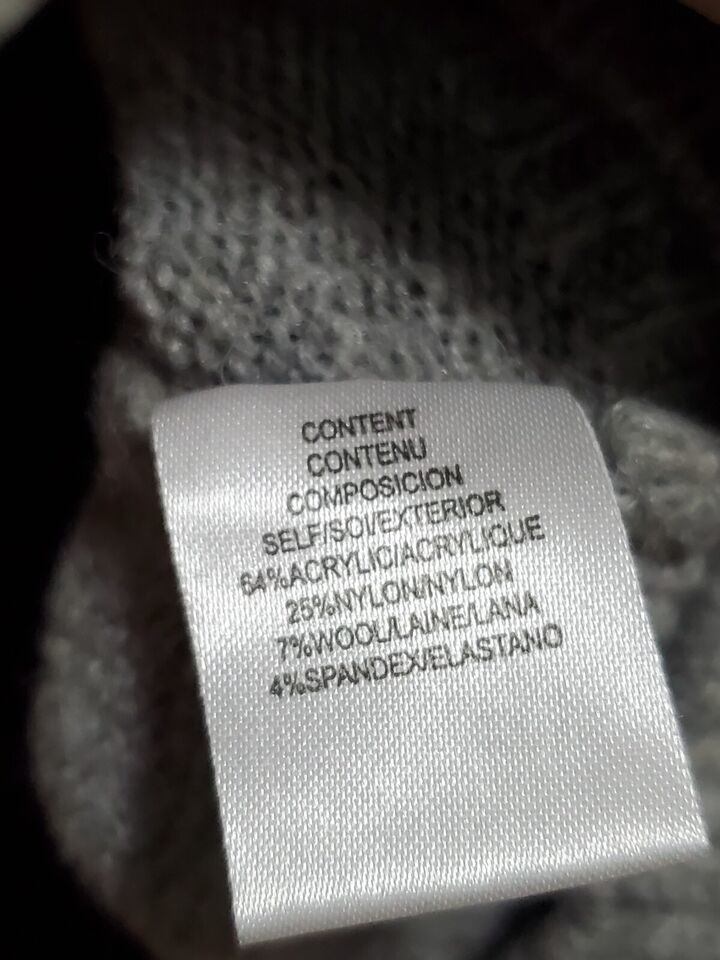 CONTENT
CONTENU
COMPOSICION
SELF/SOI/EXTERIOR
64%ACRYLIC/ACRYLIQUE
25%NYLON/NYLON
7%WOOL/LAINE/LANA
4%SPANDEX/ELASTANO